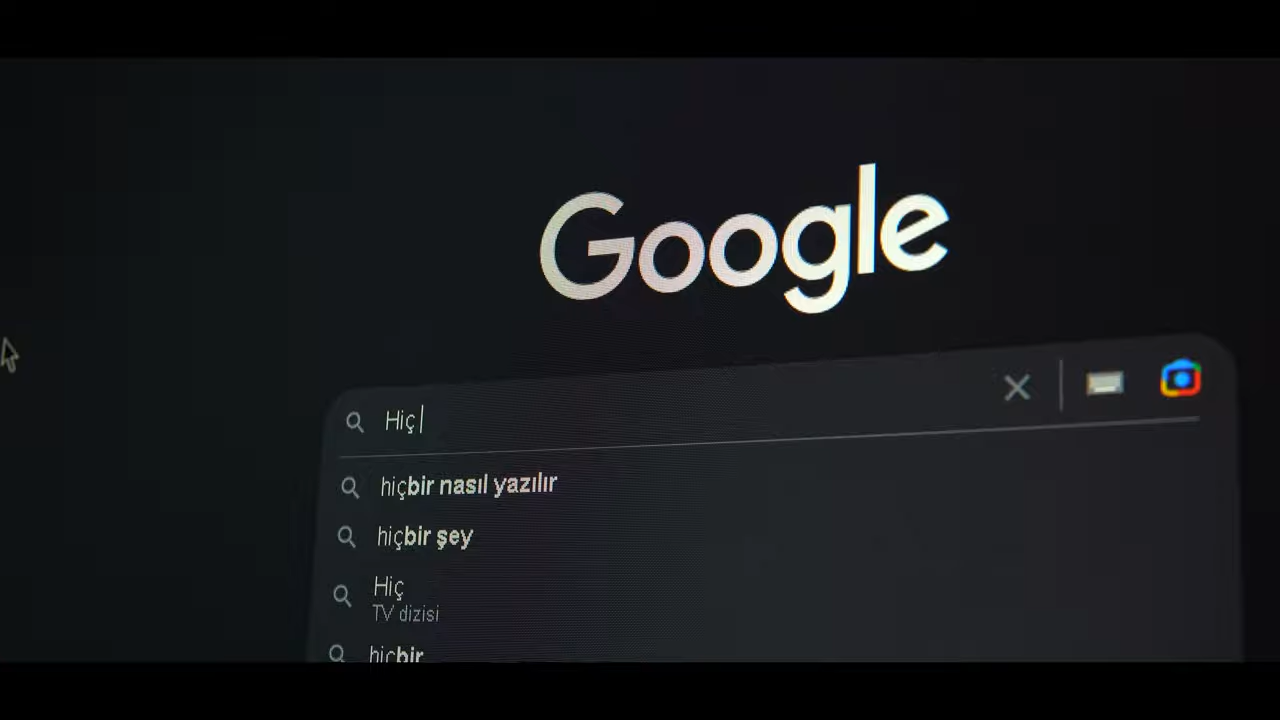 Google
Hiç
hiçbir nasıl yazılır
hiçbir şey
Hiç
TV dizisi
hiçbir